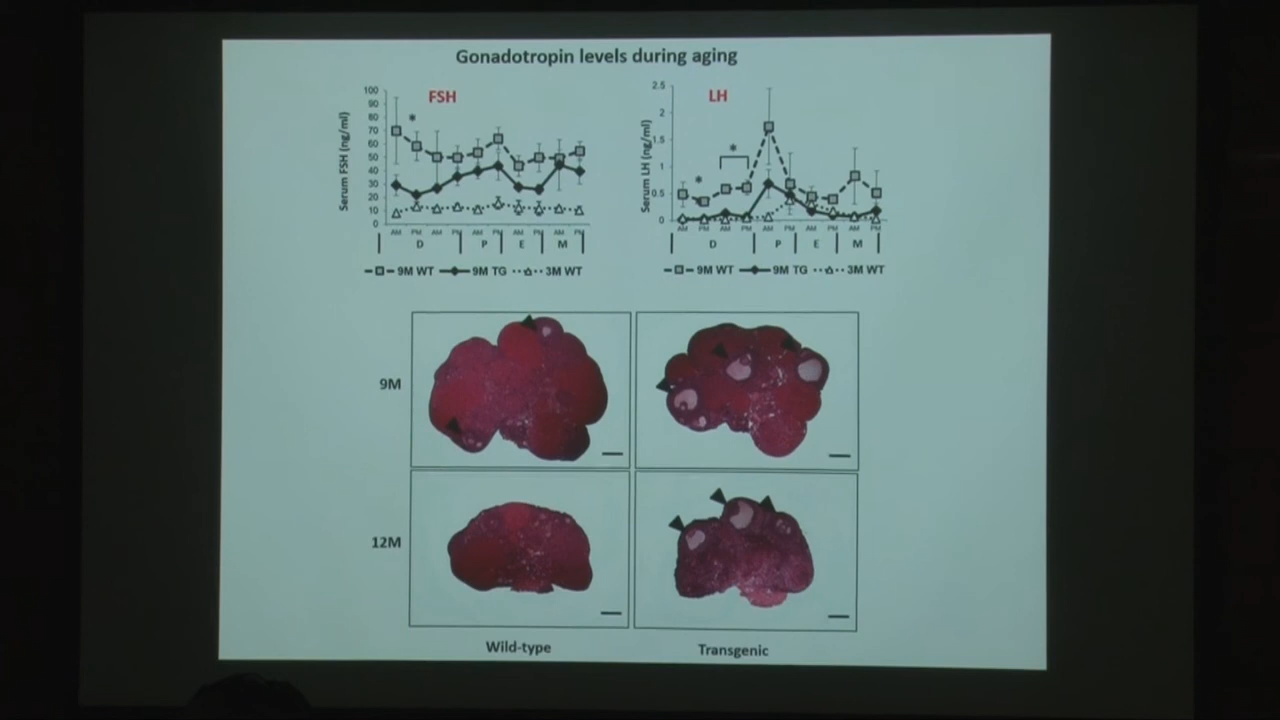 Gonadotropin levels during aging
FSH
Serum FSH (ng/ml)
100
90
80
70
60
50
40
30
20
10
0
*
AM PM AM PM AM PM AM PM AM PM
D P E M
9M WT 9M TG 3M WT
LH
Serum LH (ng/ml)
2.5
2
1.5
1
0.5
0
*
*
AM PM AM PM AM PM AM PM AM PM
D P E M
9M WT 9M TG 3M WT
9M
12M
Wild-type Transgenic